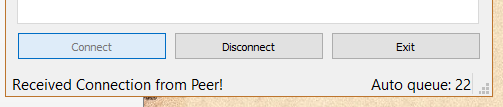 Connect Disconnect Exit
Received Connection from Peer! Auto queue: 22